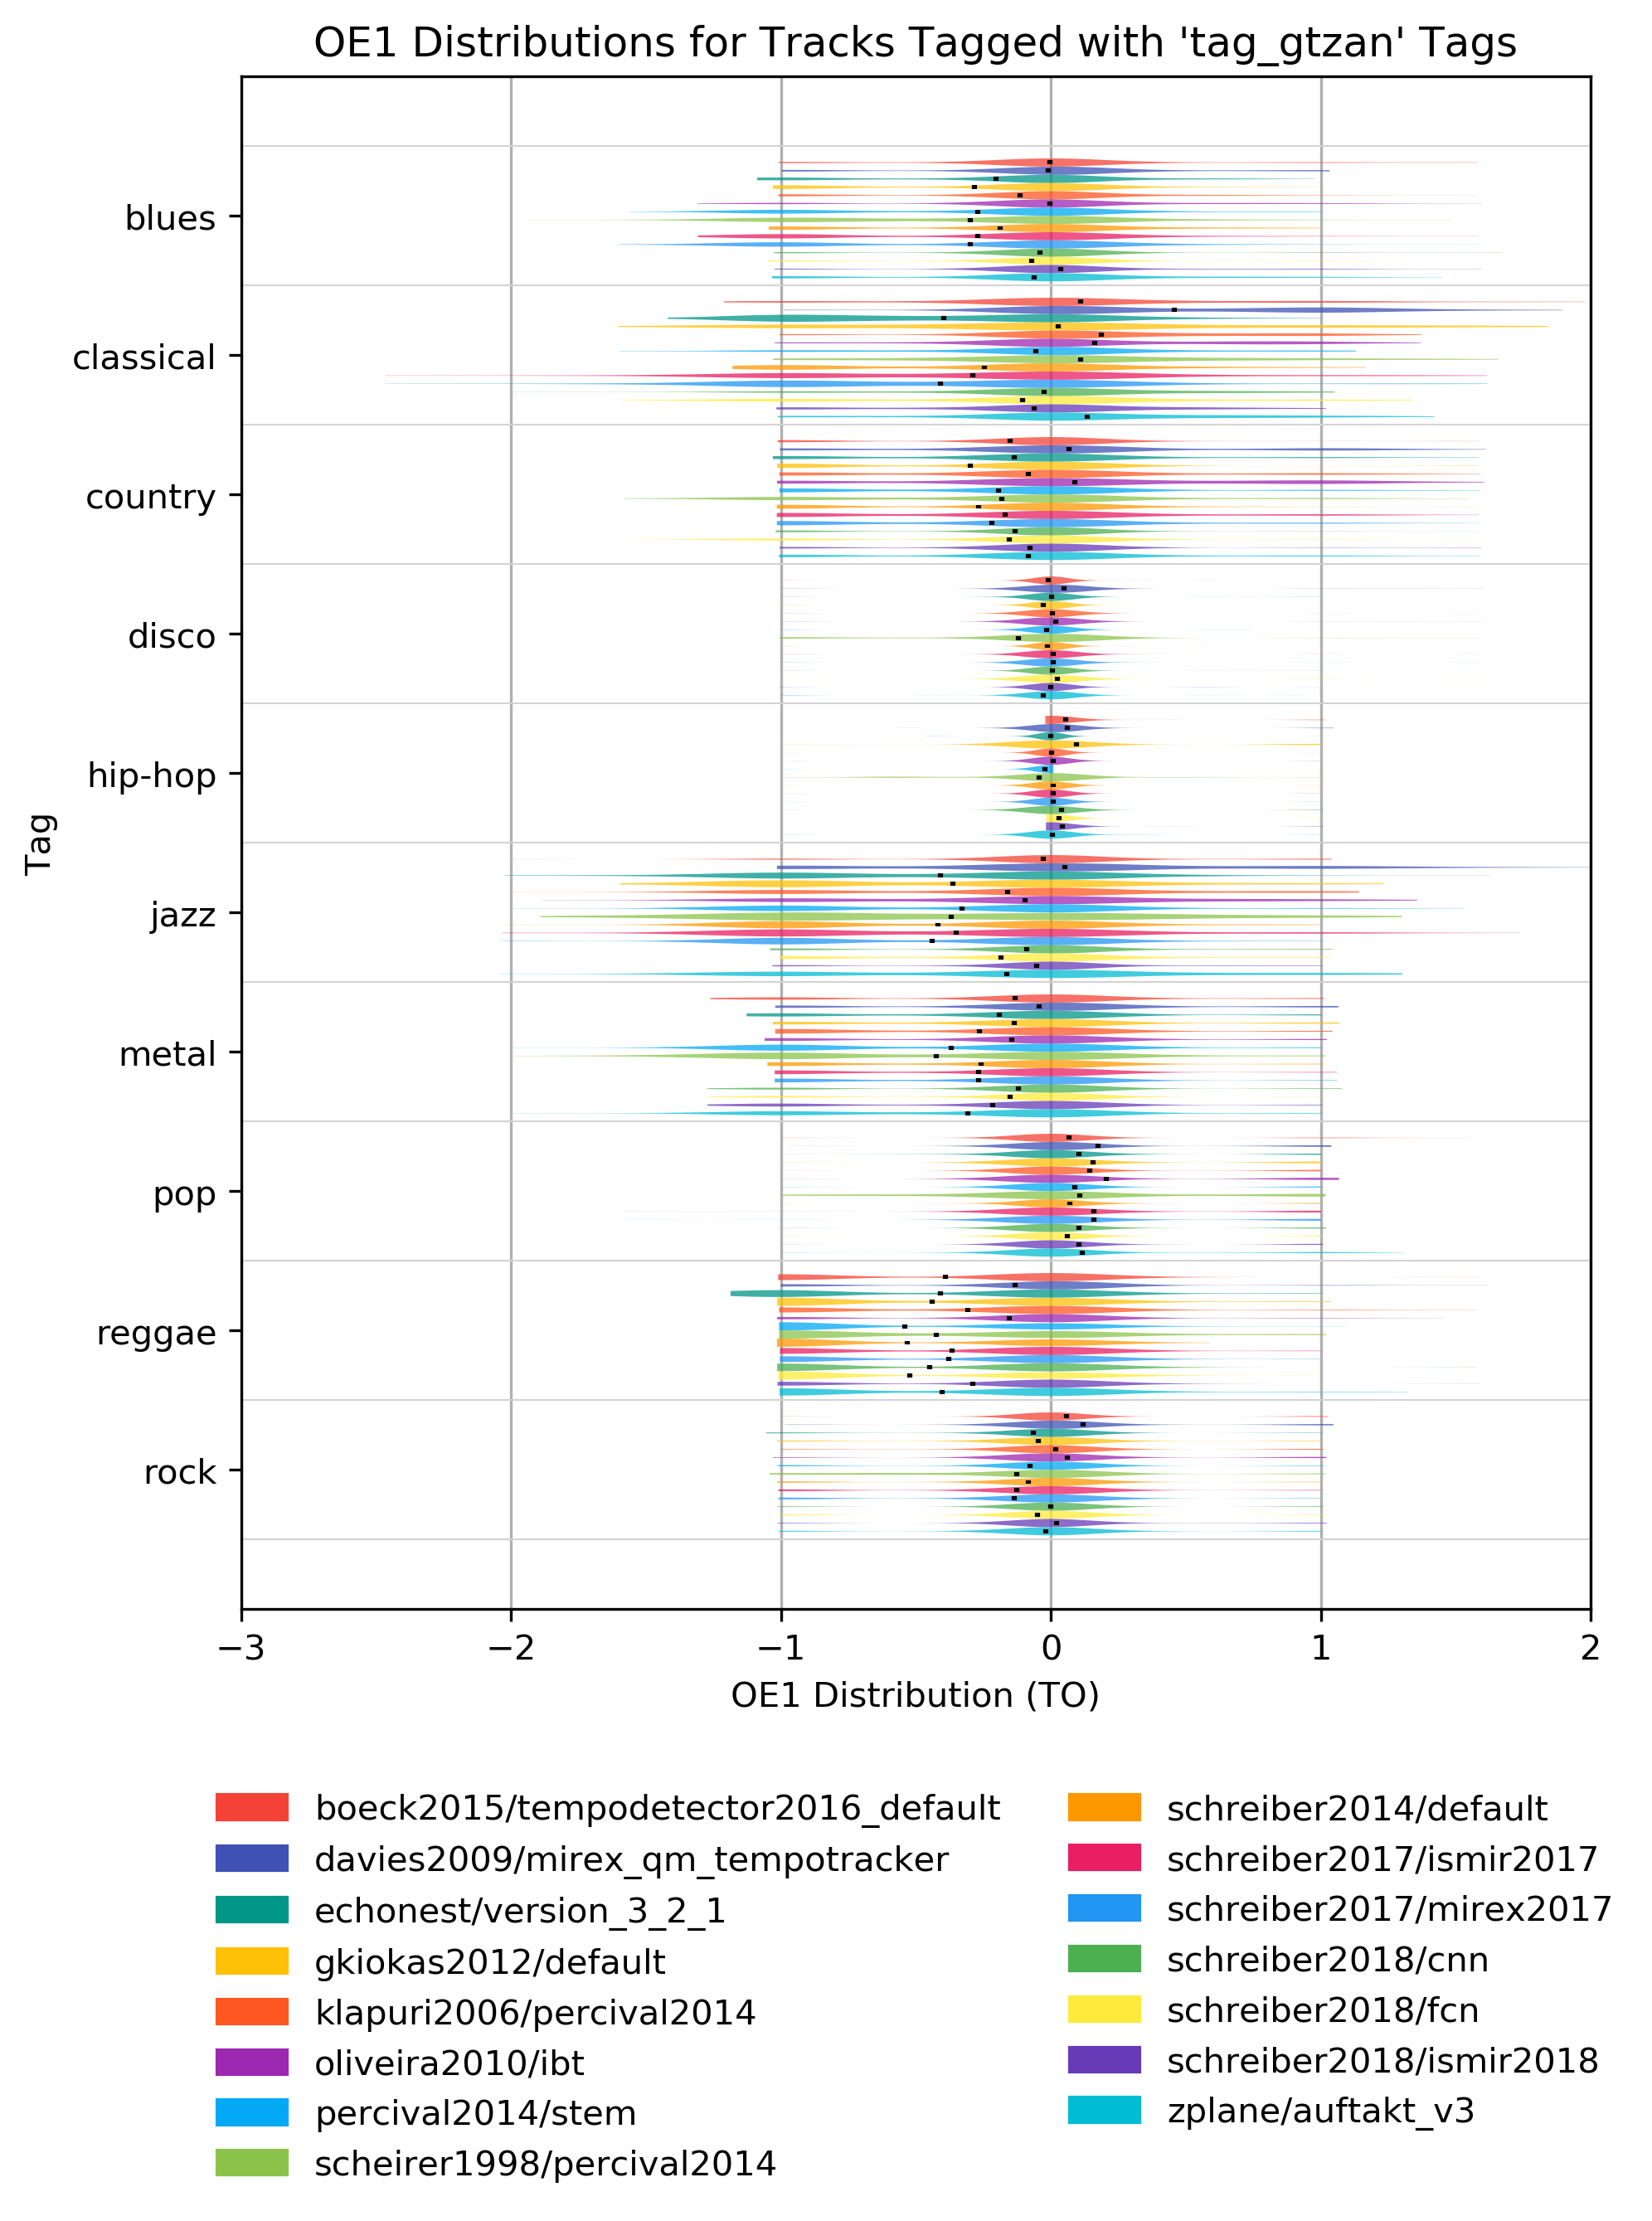 OE1 Distributions for Tracks Tagged with 'tag_gtzan' Tags
blues
classical
country
disco
hip-hop
jazz
metal
pop
reggae
rock
Tag
−3 −2 −1 0 1 2
OE1 Distribution (TO)
boeck2015/tempodetector2016_default
davies2009/mirex_qm_tempotracker
echonest/version_3_2_1
gkiokas2012/default
klapuri2006/percival2014
oliveira2010/ibt
percival2014/stem
scheirer1998/percival2014
schreiber2014/default
schreiber2017/ismir2017
schreiber2017/mirex2017
schreiber2018/cnn
schreiber2018/fcn
schreiber2018/ismir2018
zplane/auftakt_v3